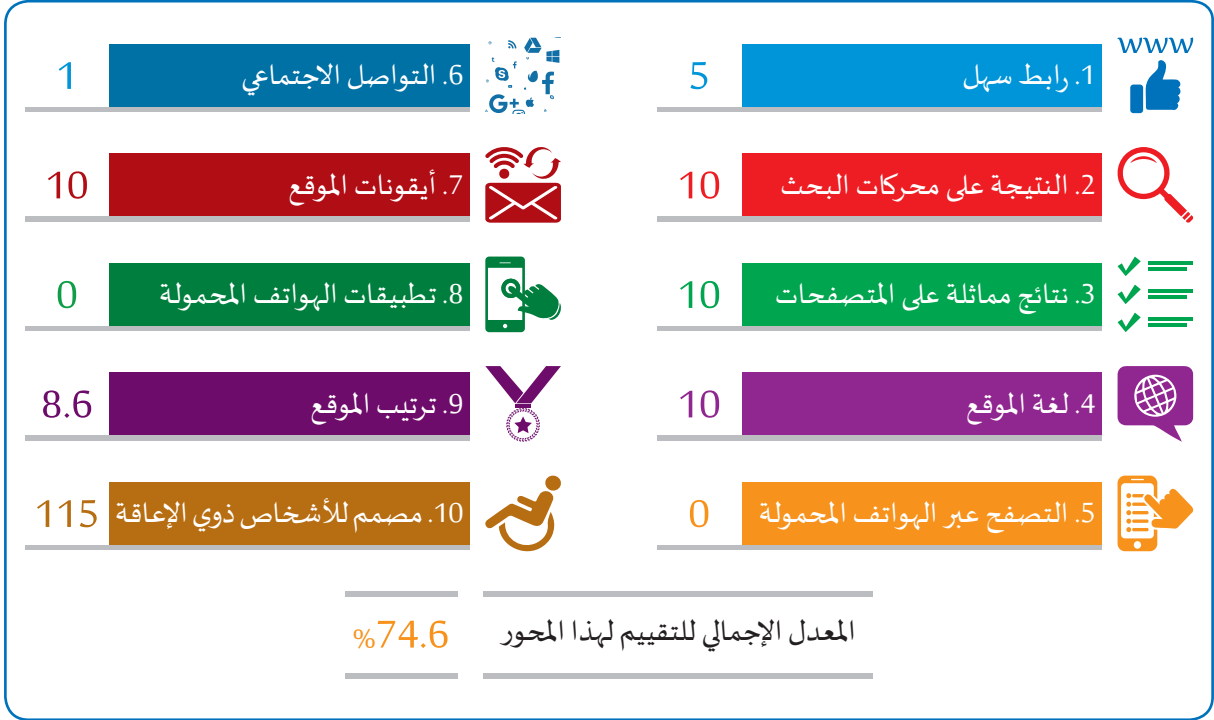 www
1. رابط سهل 5
2. النتيجة على محركات البحث 10
3. نتائج مماثلة على المتصفحات 10
4. لغة الموقع 10
5. التصفح عبر الهواتف المحمولة 0
6. التواصل الاجتماعي 1
7. أيقونات الموقع 10
8. تطبيقات الهواتف المحمولة 0
9. ترتيب الموقع 8.6
10. مصمم للأشخاص ذوي الإعاقة 115
المعدل الإجمالي للتقييم لهذا المحور %74.6